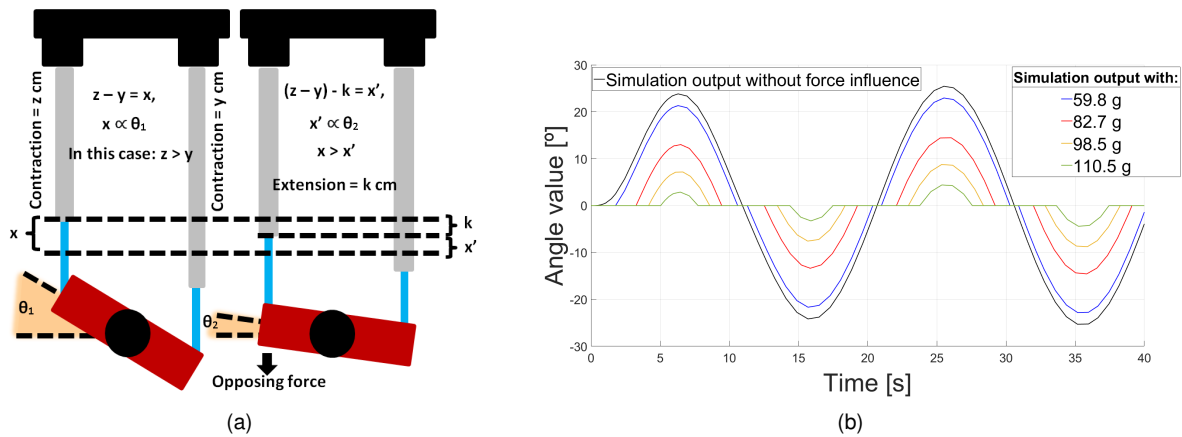 Contraction = z cm
z – y = x,
x ∝ θ1
In this case: z > y
Contraction = y cm
(z – y) - k = x’,
x’ ∝ θ2
x > x’
Extension = k cm
x
k
x’
θ1
θ2
Opposing force
(a)
Simulation output without force influence
Simulation output with:
59.8 g
82.7 g
98.5 g
110.5 g
Angle value [º]
30
20
10
0
-10
-20
-30
0 5 10 15 20 25 30 35 40
Time [s]
(b)